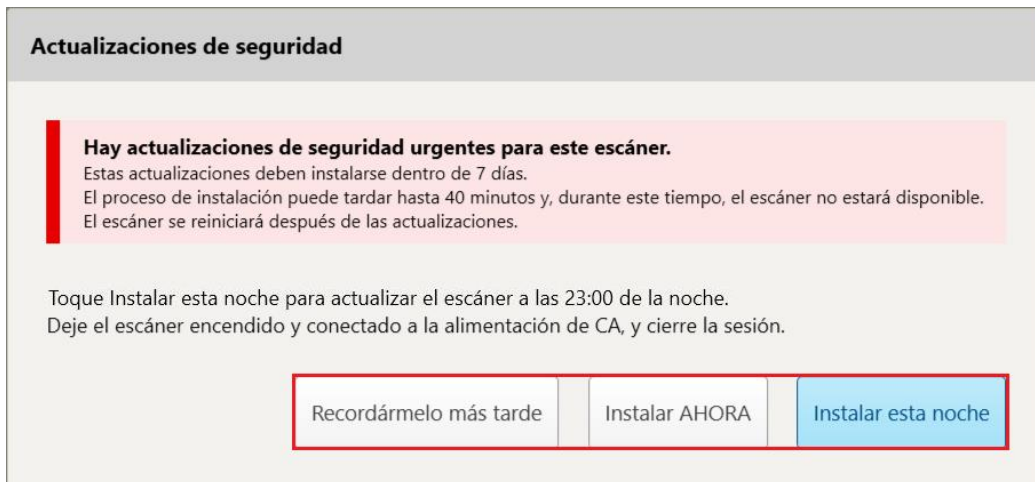 Actualizaciones de seguridad
Hay actualizaciones de seguridad urgentes para este escáner.
Estas actualizaciones deben instalarse dentro de 7 días.
El proceso de instalación puede tardar hasta 40 minutos y, durante este tiempo, el escáner no estará disponible.
El escáner se reiniciará después de las actualizaciones.
Toque Instalar esta noche para actualizar el escáner a las 23:00 de la noche.
Deje el escáner encendido y conectado a la alimentación de CA, y cierre la sesión.
Recordármelo más tarde Instalar AHORA Instalar esta noche